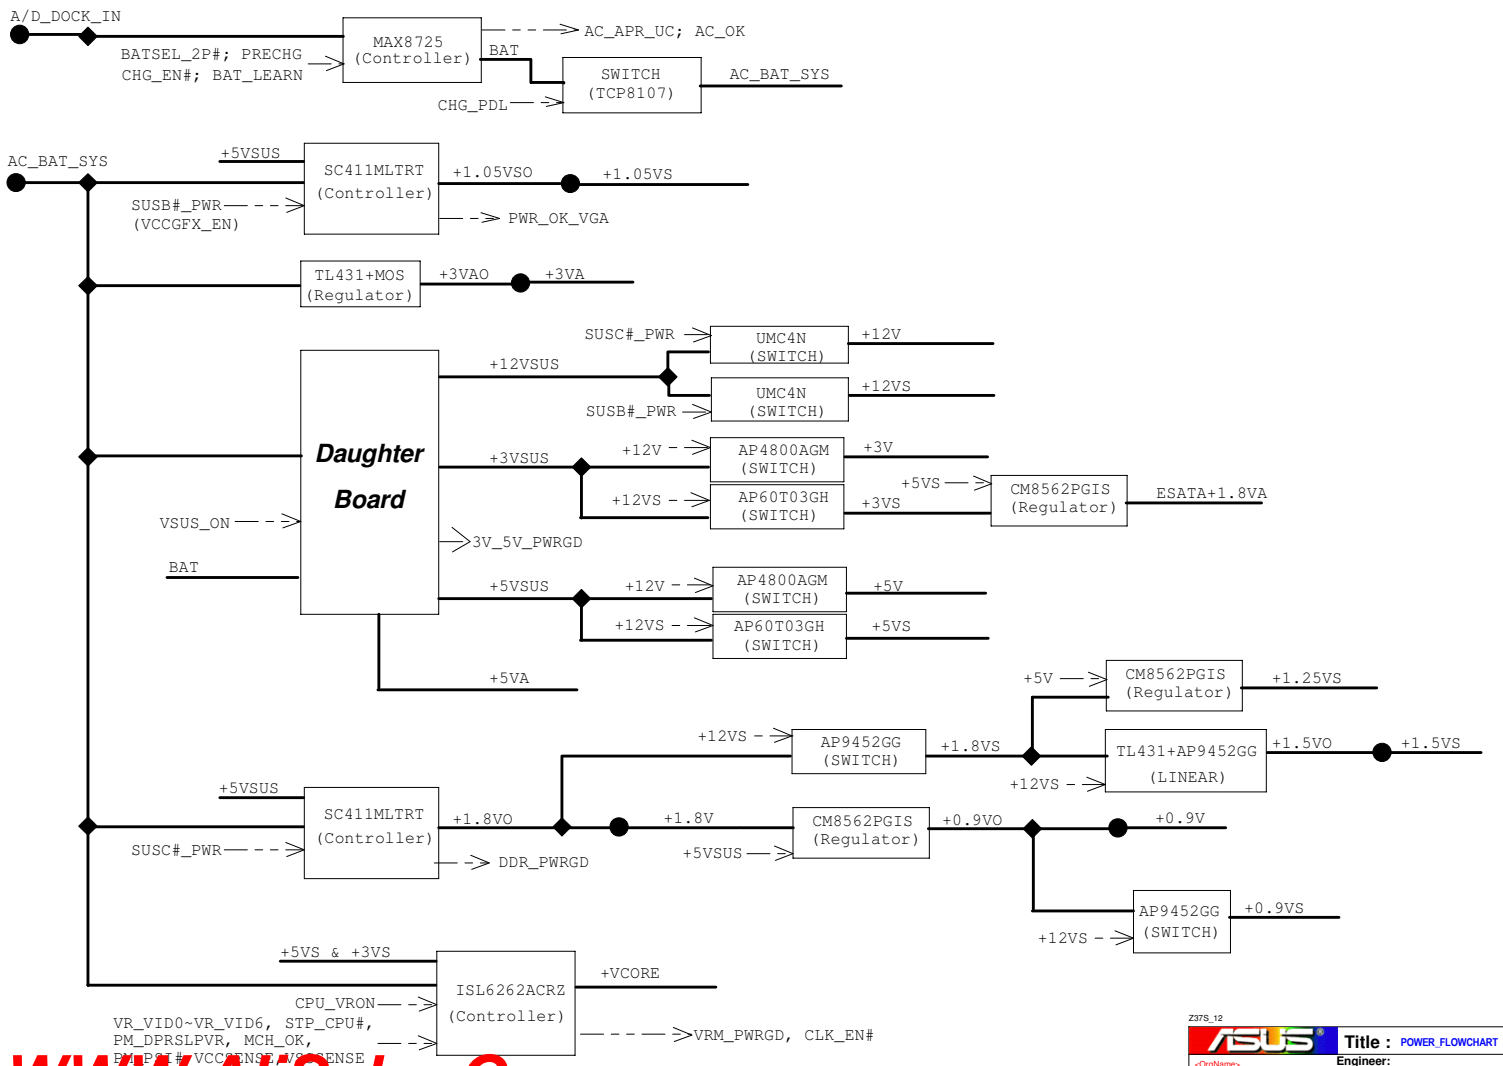 A/D_DOCK_IN
MAX8725
(Controller)
AC_APR_UC; AC_OK
BATSEL_2P#; PRECHG
CHG_EN#; BAT_LEARN
BAT
SWITCH
(TCP8107)
AC_BAT_SYS
CHG_PDL
AC_BAT_SYS
+5VSUS
SC411MLTRT
(Controller)
+1.05VSO
+1.05VS
SUSB#_PWR
(VCCGFX_EN)
PWR_OK_VGA
TL431+MOS
(Regulator)
+3VAO
+3VA
SUSC#_PWR
UMC4N
(SWITCH)
+12V
+12VSUS
UMC4N
(SWITCH)
+12VS
SUSB#_PWR
Daughter
Board
+3VSUS
+12V
AP4800AGM
(SWITCH)
+3V
+12VS
AP60T03GH
(SWITCH)
+3VS
+5VS
CM8562PGIS
(Regulator)
ESATA+1.8VA
VSUS_ON
3V_5V_PWRGD
BAT
+5VSUS
+12V
AP4800AGM
(SWITCH)
+5V
+12VS
AP60T03GH
(SWITCH)
+5VS
+5VA
+5V
CM8562PGIS
(Regulator)
+1.25VS
+12VS
AP9452GG
(SWITCH)
+1.8VS
TL431+AP9452GG
(LINEAR)
+1.5VO
+1.5VS
+12VS
+5VSUS
SC411MLTRT
(Controller)
+1.8VO
+1.8V
CM8562PGIS
(Regulator)
+0.9VO
+0.9V
+5VSUS
SUSC#_PWR
DDR_PWRGD
AP9452GG
(SWITCH)
+0.9VS
+12VS
+5VS & +3VS
ISL6262ACRZ
(Controller)
+VCORE
CPU_VRON
VR_VID0~VR_VID6, STP_CPU#,
PM_DPRSLPVR, MCH_OK,
PM_PSI#, VCCSENSE, VSSSENSE
VRM_PWRGD, CLK_EN#
Z37S_12
ASUS
Title : POWER_FLOWCHART
<OrgName>
Engineer: